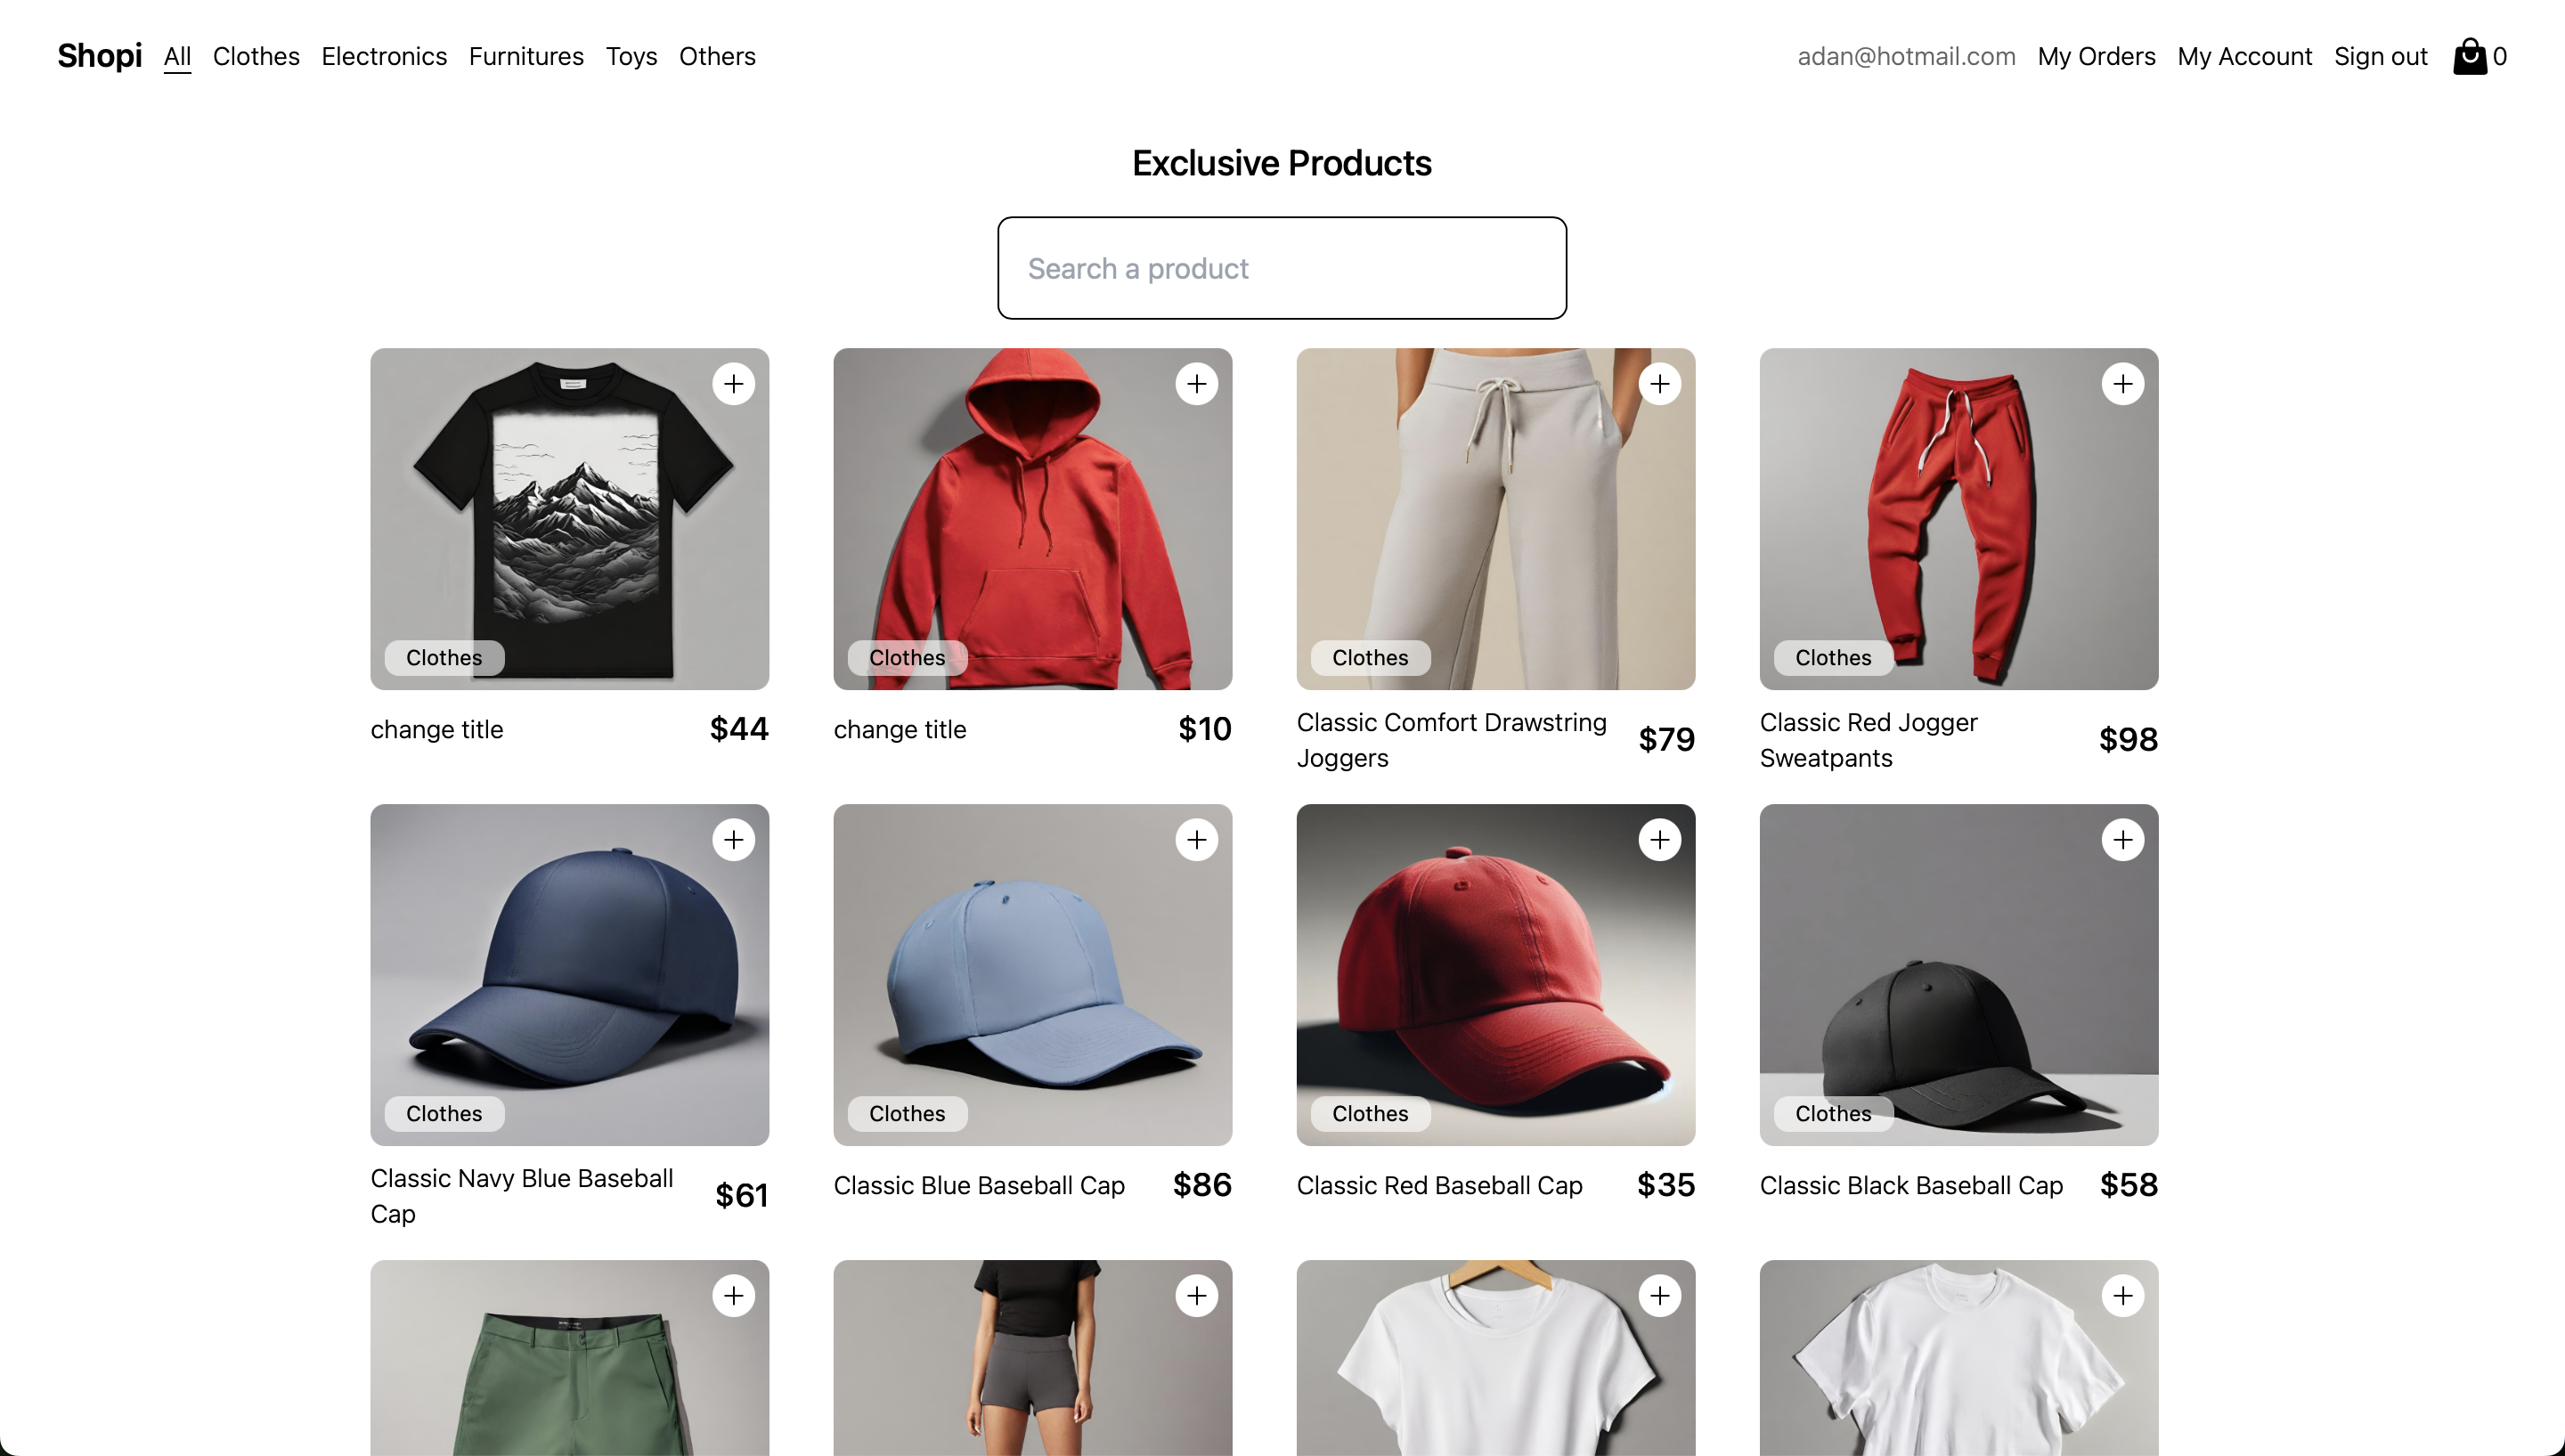 Shopi All Clothes Electronics Furnitures Toys Others adan@hotmail.com My Orders My Account Sign out 0
Exclusive Products
Search a product
Clothes Clothes Clothes Clothes
change title $44
change title $10
Classic Comfort Drawstring
Joggers $79
Classic Red Jogger
Sweatpants $98
Clothes Clothes Clothes Clothes
Classic Navy Blue Baseball
Cap $61
Classic Blue Baseball Cap $86
Classic Red Baseball Cap $35
Classic Black Baseball Cap $58